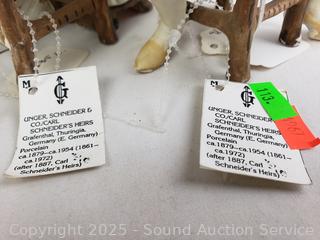 M
G
UNGER, SCHNEIDER &
CO./CARL
SCHNEIDER'S HEIRS
Grafenthal, Thuringia,
Germany (E. Germany)
Porcelain
ca.1879-ca.1954 (1861-
ca.1972)
(after 1887, Carl
Schneider's Heirs)
M
G
UNGER, SCHNEIDER &
CO./CARL
SCHNEIDER'S HEIRS
Grafenthal, Thuringia,
Germany (E. Germany)
Porcelain
ca.1879-ca.1954 (1861-
ca.1972)
(after 1887, Carl
Schneider's Heirs)
113.
Copyright 2025 - Sound Auction Service